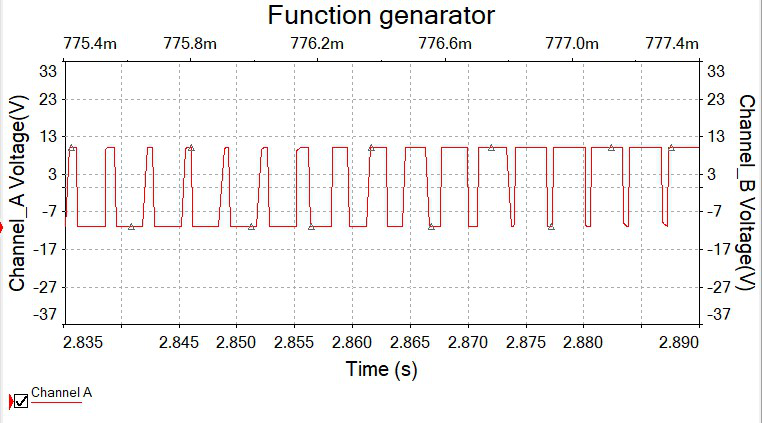 Function genarator
775.4m 775.8m 776.2m 776.6m 777.0m 777.4m
33 33
23 23
13 13
3 3
-7 -7
-17 -17
-27 -27
-37 -37
Channel_A Voltage(V)
Channel_B Voltage(V)
2.835 2.845 2.850 2.855 2.860 2.865 2.870 2.875 2.880 2.890
Time (s)
Channel A